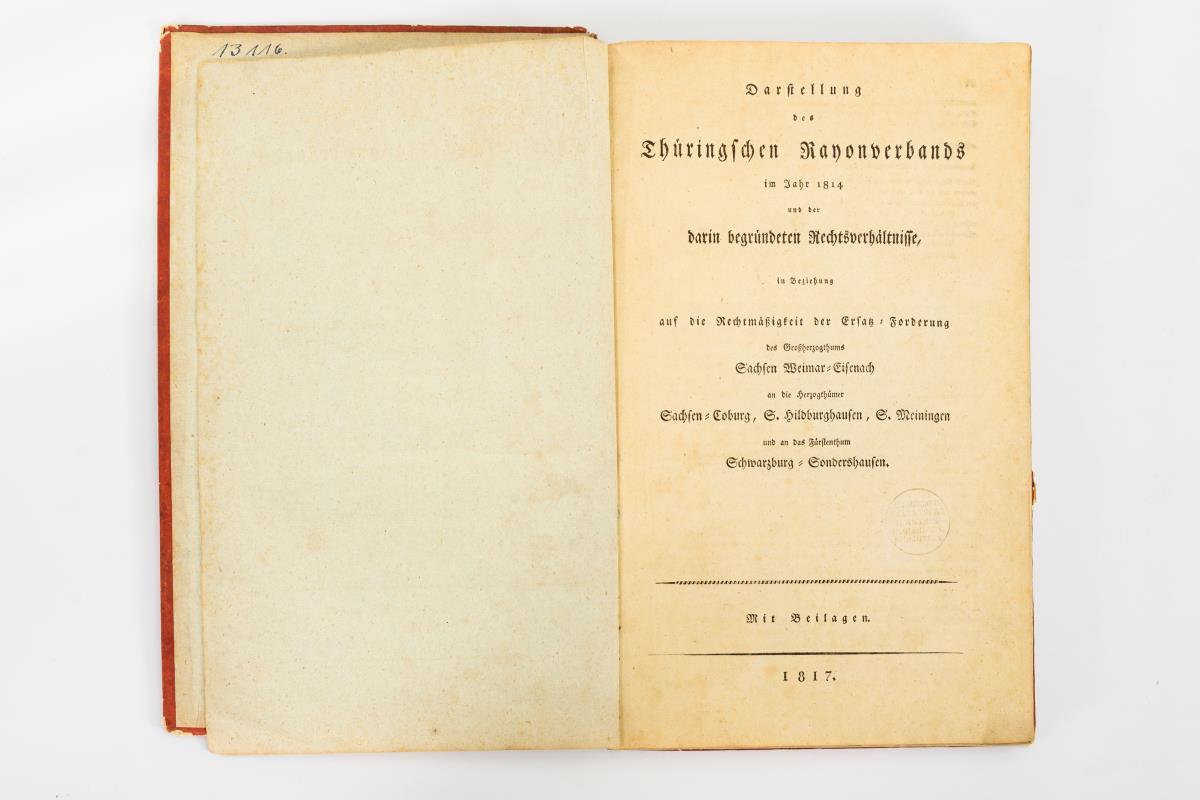 13116.
Darstellung
des
Thüringschen Rayonverbands
im Jahr 1814
und der
darin begründeten Rechtsverhältnisse,
in Beziehung
auf die Rechtmäßigkeit der Ersatz-Forderung
des Großherzogthums
Sachsen Weimar-Eisenach
an die Herzogthümer
Sachsen-Coburg, S. Hildburghausen, S. Meiningen
und an das Fürstenthum
Schwarzburg-Sondershausen.
Mit Beilagen.
1817.